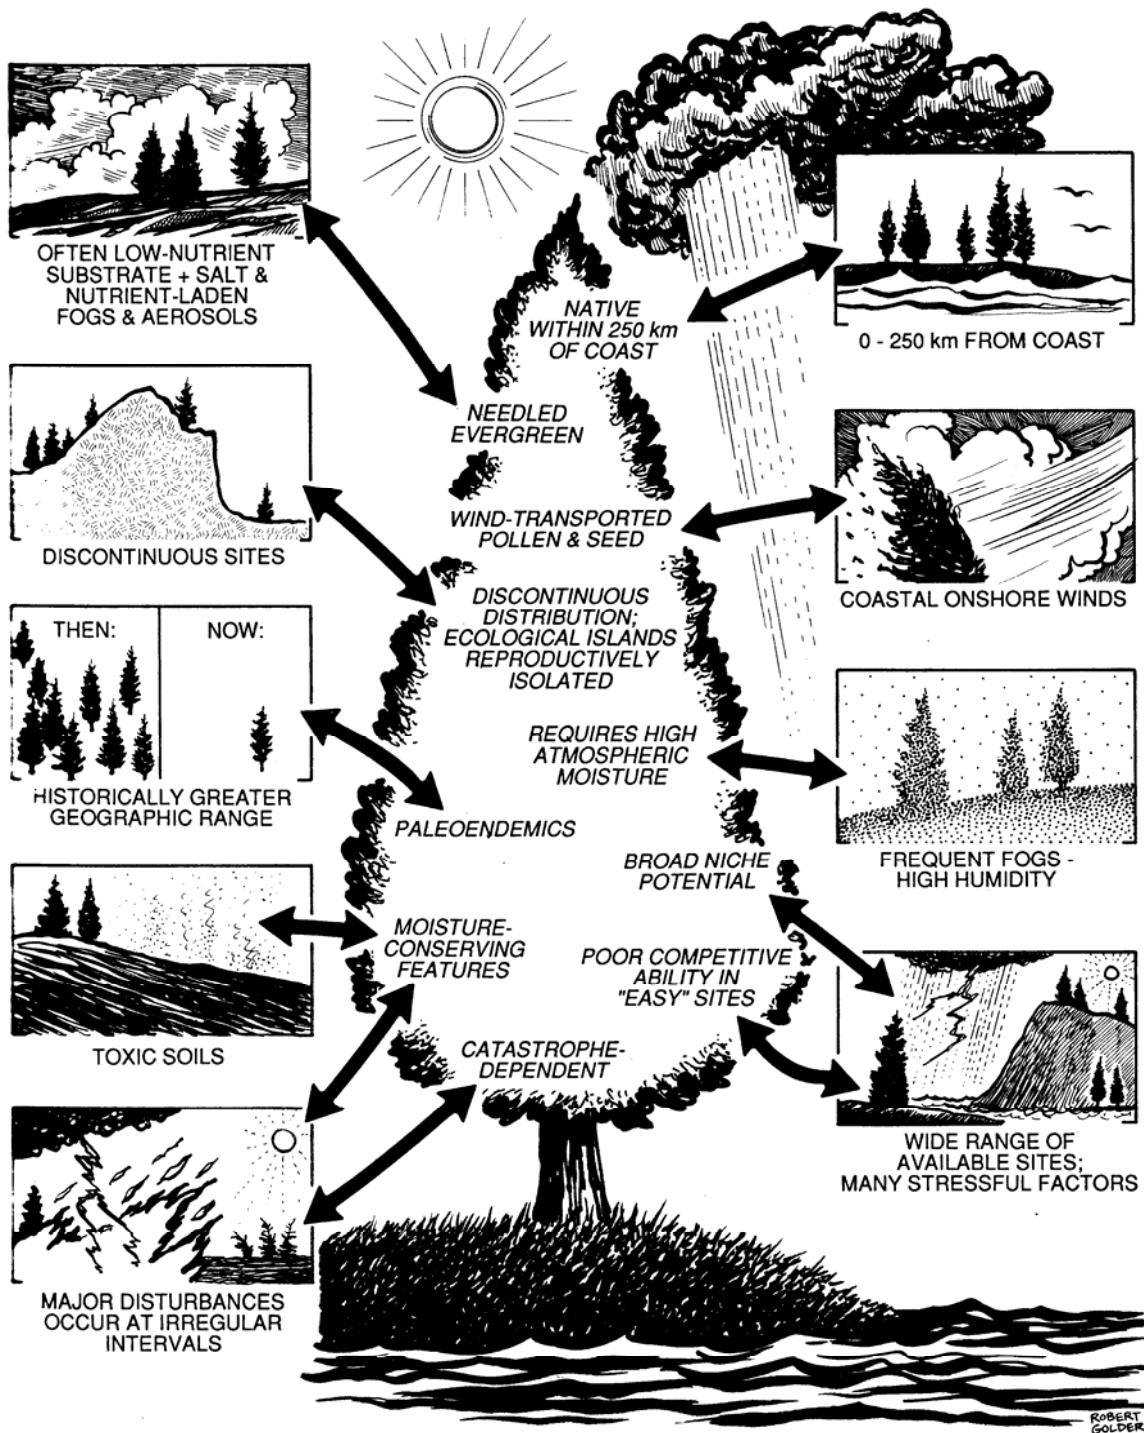 OFTEN LOW-NUTRIENT
SUBSTRATE + SALT &
NUTRIENT-LADEN
FOGS & AEROSOLS
DISCONTINUOUS SITES
THEN:
NOW:
HISTORICALLY GREATER
GEOGRAPHIC RANGE
TOXIC SOILS
MAJOR DISTURBANCES
OCCUR AT IRREGULAR
INTERVALS
NATIVE
WITHIN 250 km
OF COAST
NEEDLED
EVERGREEN
WIND-TRANSPORTED
POLLEN & SEED
DISCONTINUOUS
DISTRIBUTION;
ECOLOGICAL ISLANDS
REPRODUCTIVELY
ISOLATED
REQUIRES HIGH
ATMOSPHERIC
MOISTURE
PALEOENDEMICS
BROAD NICHE
POTENTIAL
MOISTURE-
CONSERVING
FEATURES
POOR COMPETITIVE
ABILITY IN
"EASY" SITES
CATASTROPHE-
DEPENDENT
0 - 250 km FROM COAST
COASTAL ONSHORE WINDS
FREQUENT FOGS -
HIGH HUMIDITY
WIDE RANGE OF
AVAILABLE SITES;
MANY STRESSFUL FACTORS
ROBERT
GOLDER